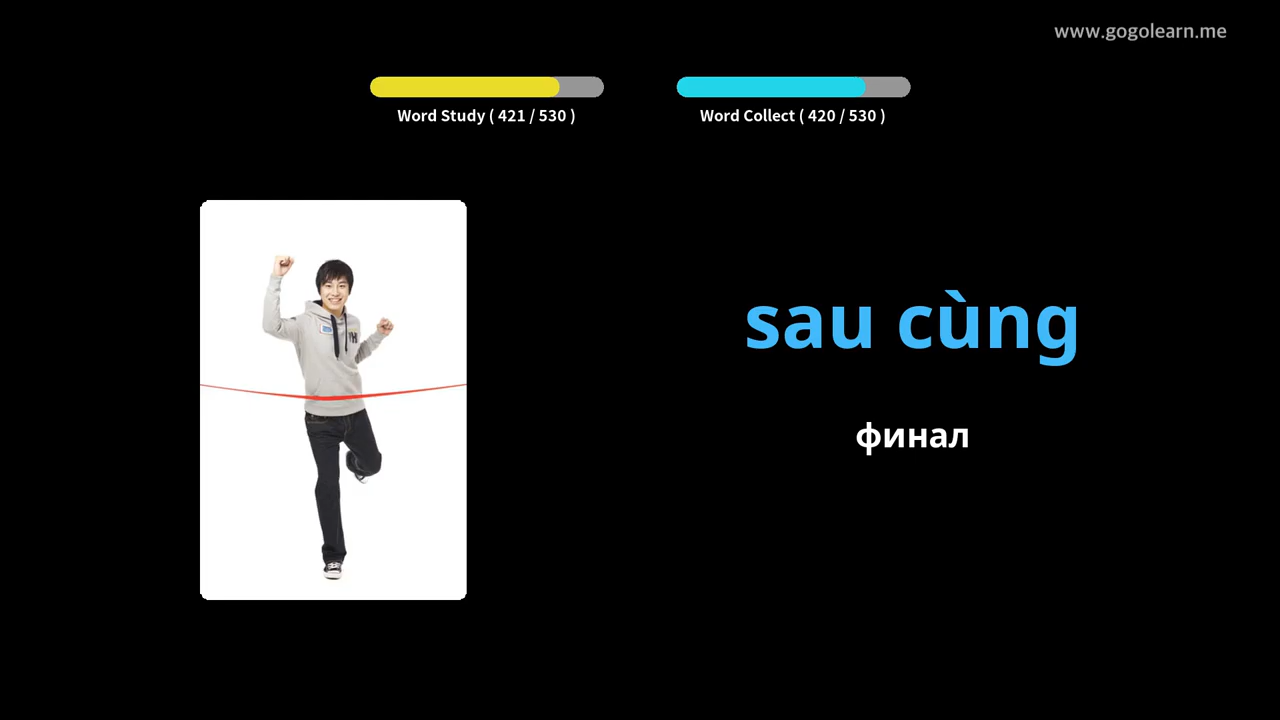 www.gogolearn.me
Word Study ( 421 / 530 )
Word Collect ( 420 / 530 )
sau cùng
финал